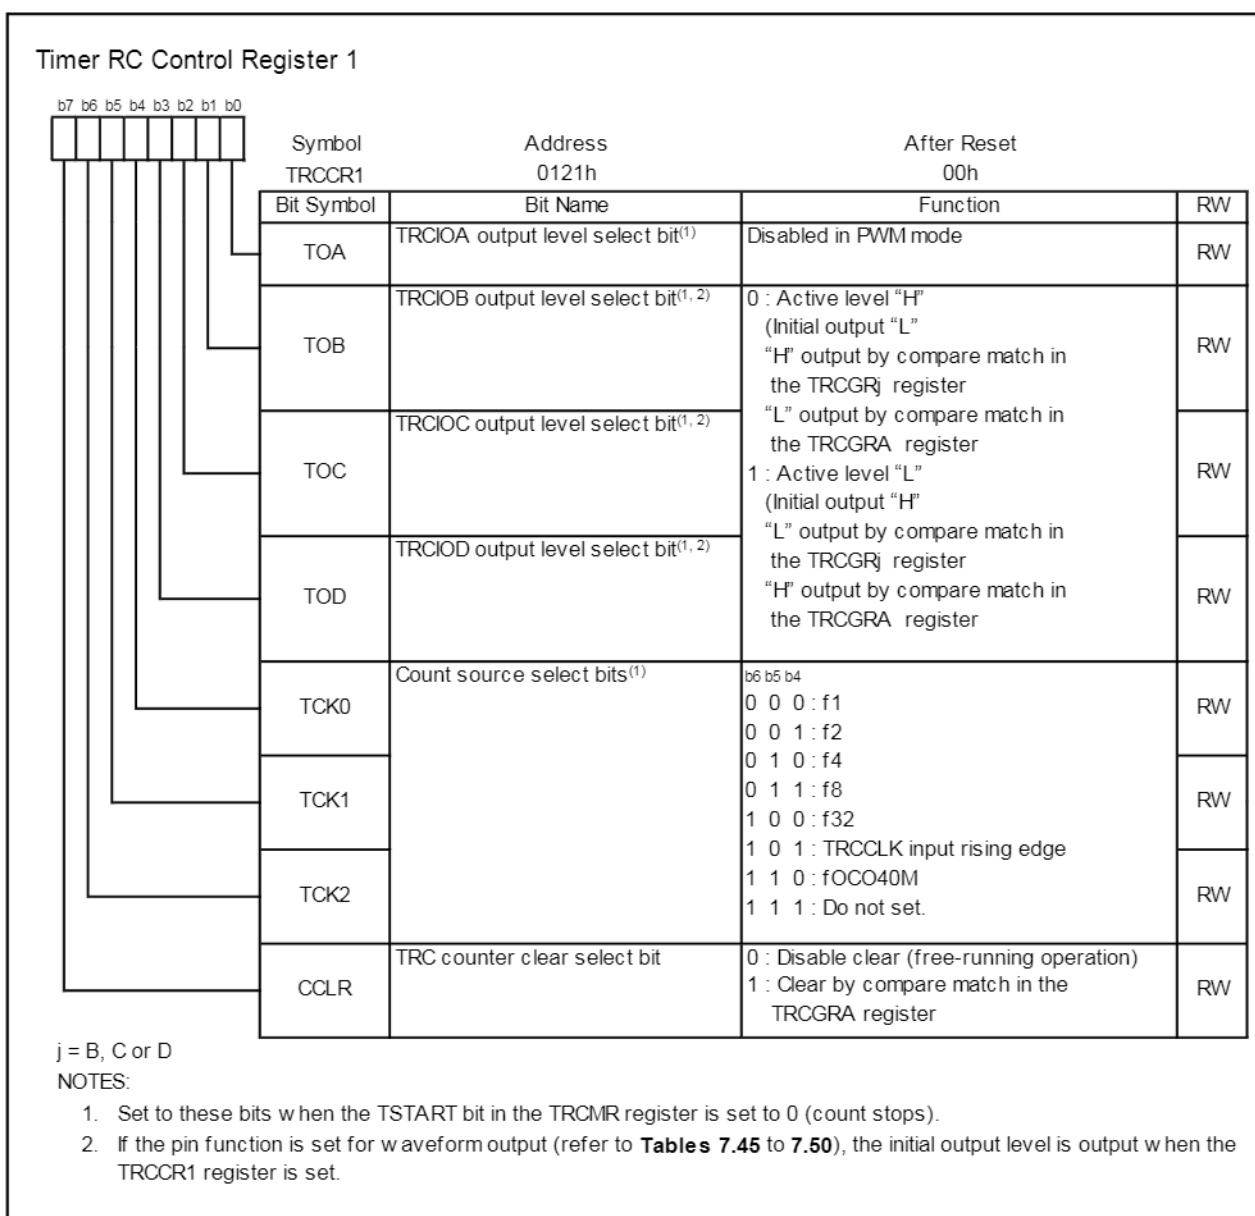 Timer RC Control Register 1
b7 b6 b5 b4 b3 b2 b1 b0
Symbol Address After Reset
TRCCR1 0121h 00h
Bit Symbol Bit Name Function RW
TOA TRCIOA output level select bit(1) Disabled in PWM mode RW
TOB TRCIOB output level select bit(1, 2) RW
TOC TRCIOC output level select bit(1, 2) RW
TOD TRCIOD output level select bit(1, 2) RW
0 : Active level “H”
(Initial output “L”
“H” output by compare match in
the TRCGRj register
“L” output by compare match in
the TRCGRA register
1 : Active level “L”
(Initial output “H”
“L” output by compare match in
the TRCGRj register
“H” output by compare match in
the TRCGRA register
TCK0 Count source select bits(1) RW
TCK1 RW
TCK2 RW
b6 b5 b4
0 0 0 : f1
0 0 1 : f2
0 1 0 : f4
0 1 1 : f8
1 0 0 : f32
1 0 1 : TRCCLK input rising edge
1 1 0 : fOCO40M
1 1 1 : Do not set.
CCLR TRC counter clear select bit RW
0 : Disable clear (free-running operation)
1 : Clear by compare match in the
TRCGRA register
j = B, C or D
NOTES:
1. Set to these bits when the TSTART bit in the TRCMR register is set to 0 (count stops).
2. If the pin function is set for waveform output (refer to Tables 7.45 to 7.50), the initial output level is output when the
TRCCR1 register is set.